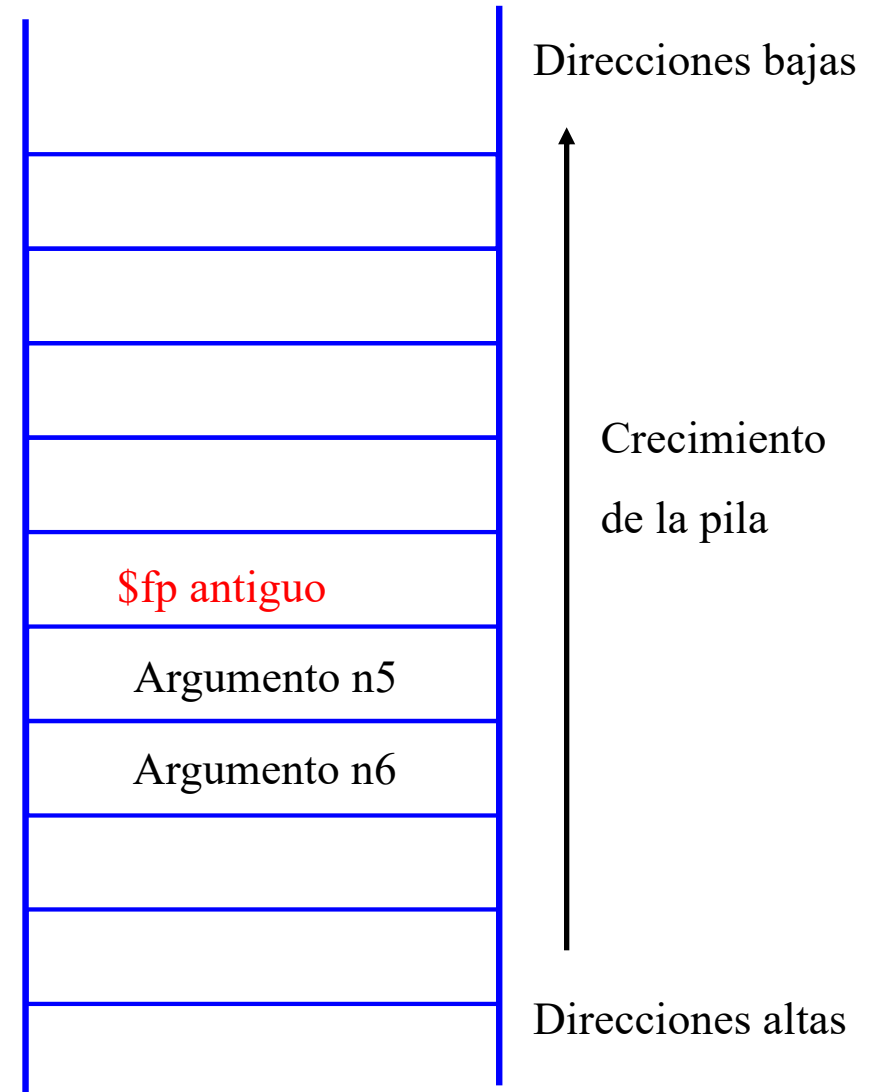 Direcciones bajas
Crecimiento
de la pila
$fp antiguo
Argumento n5
Argumento n6
Direcciones altas